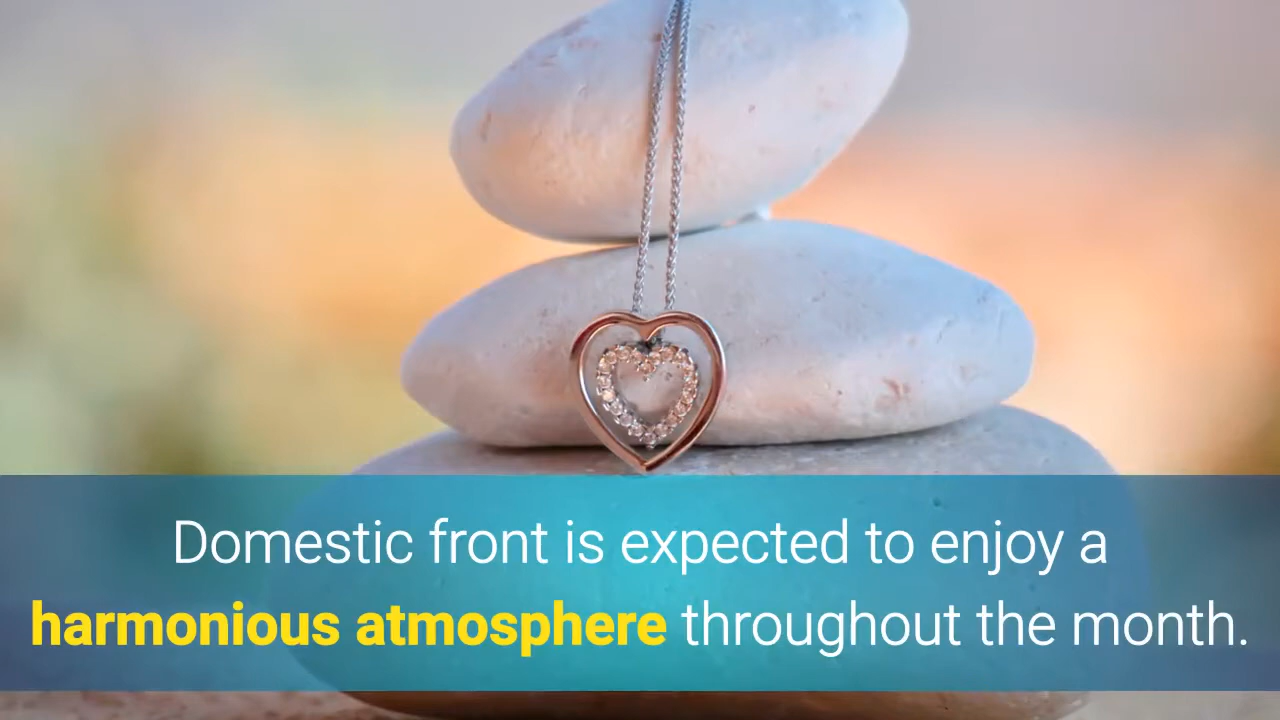 Domestic front is expected to enjoy a
harmonious atmosphere throughout the month.